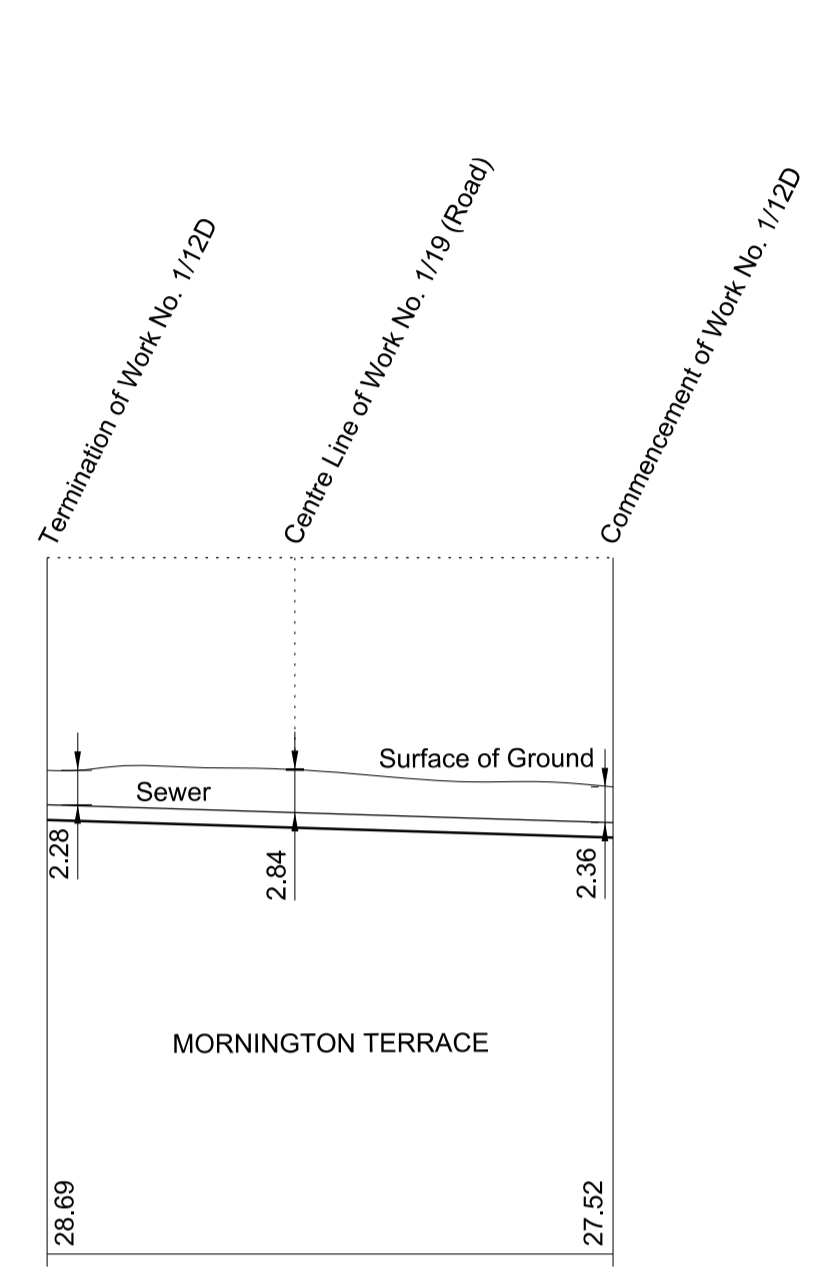 Termination of Work No. 1/12D
Centre Line of Work No. 1/19 (Road)
Commencement of Work No. 1/12D
Surface of Ground
Sewer
2.28
2.84
2.36
MORNINGTON TERRACE
28.69
27.52